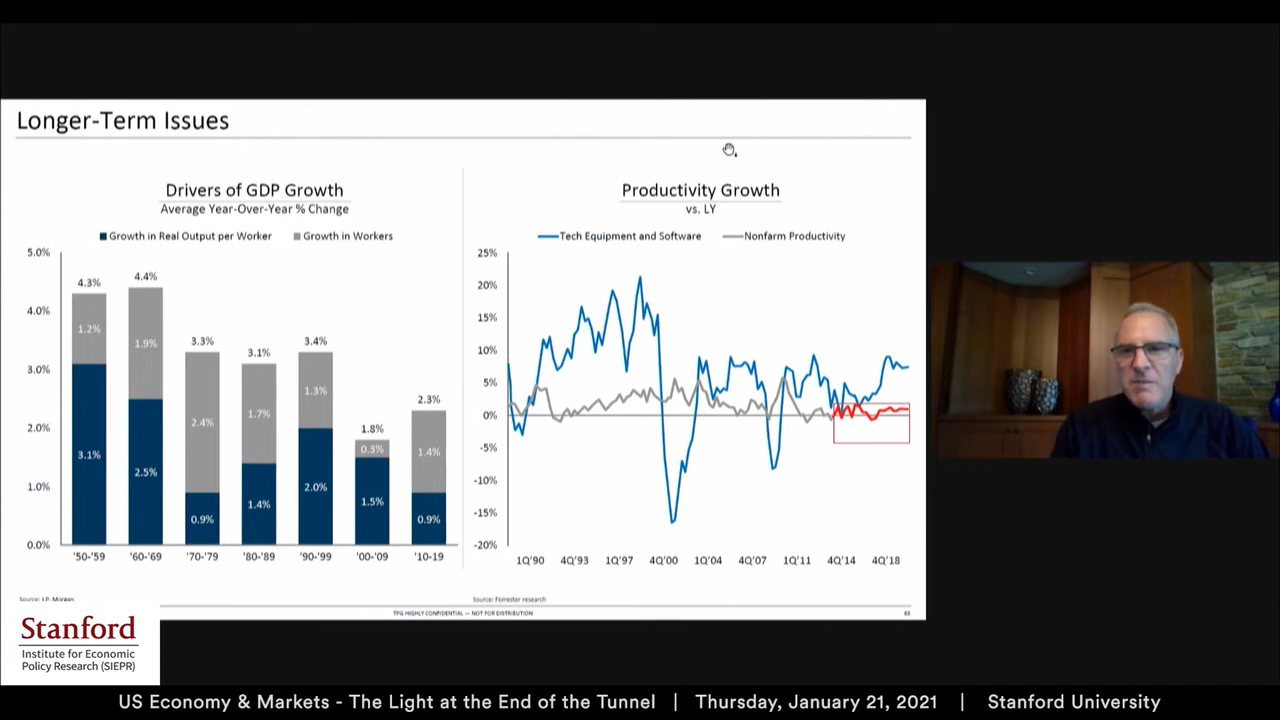 Longer-Term Issues
Drivers of GDP Growth
Average Year-Over-Year % Change
Growth in Real Output per Worker Growth in Workers
5.0%
4.0%
3.0%
2.0%
1.0%
0.0%
4.3%
1.2%
3.1%
4.4%
1.9%
2.5%
3.3%
2.4%
0.9%
3.1%
1.7%
1.4%
3.4%
1.3%
2.0%
1.8%
0.3%
1.5%
2.3%
1.4%
0.9%
'50-'59 '60-'69 '70-'79 '80-'89 '90-'99 '00-'09 '10-19
Source: J.P. Morgan
Productivity Growth
vs. LY
Tech Equipment and Software Nonfarm Productivity
25%
20%
15%
10%
5%
0%
-5%
-10%
-15%
-20%
1Q'90 4Q'93 1Q'97 4Q'00 1Q'04 4Q'07 1Q'11 4Q'14 4Q'18
Source: Forrester research
TPG HIGHLY CONFIDENTIAL — NOT FOR DISTRIBUTION
Stanford
Institute for Economic
Policy Research (SIEPR)
US Economy & Markets - The Light at the End of the Tunnel | Thursday, January 21, 2021 | Stanford University